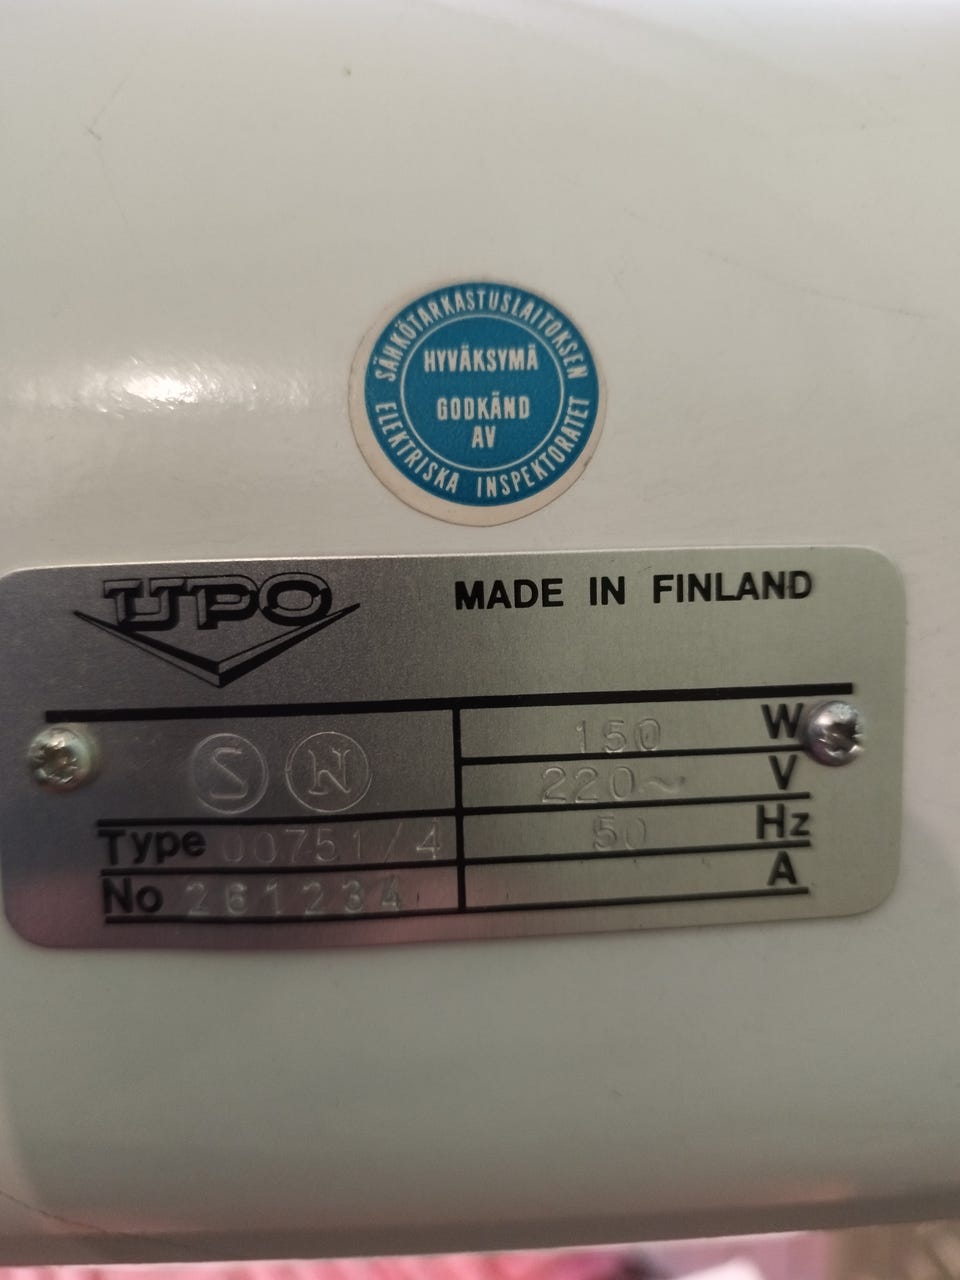 SÄHKÖTARKASTUSLAITOKSEN
HYVÄKSYMÄ
GODKÄND
AV
ELEKTRISKA INSPEKTORATET
UPO
MADE IN FINLAND
S N
150 W
220~ V
50 Hz
A
Type 00751/4
No 261234